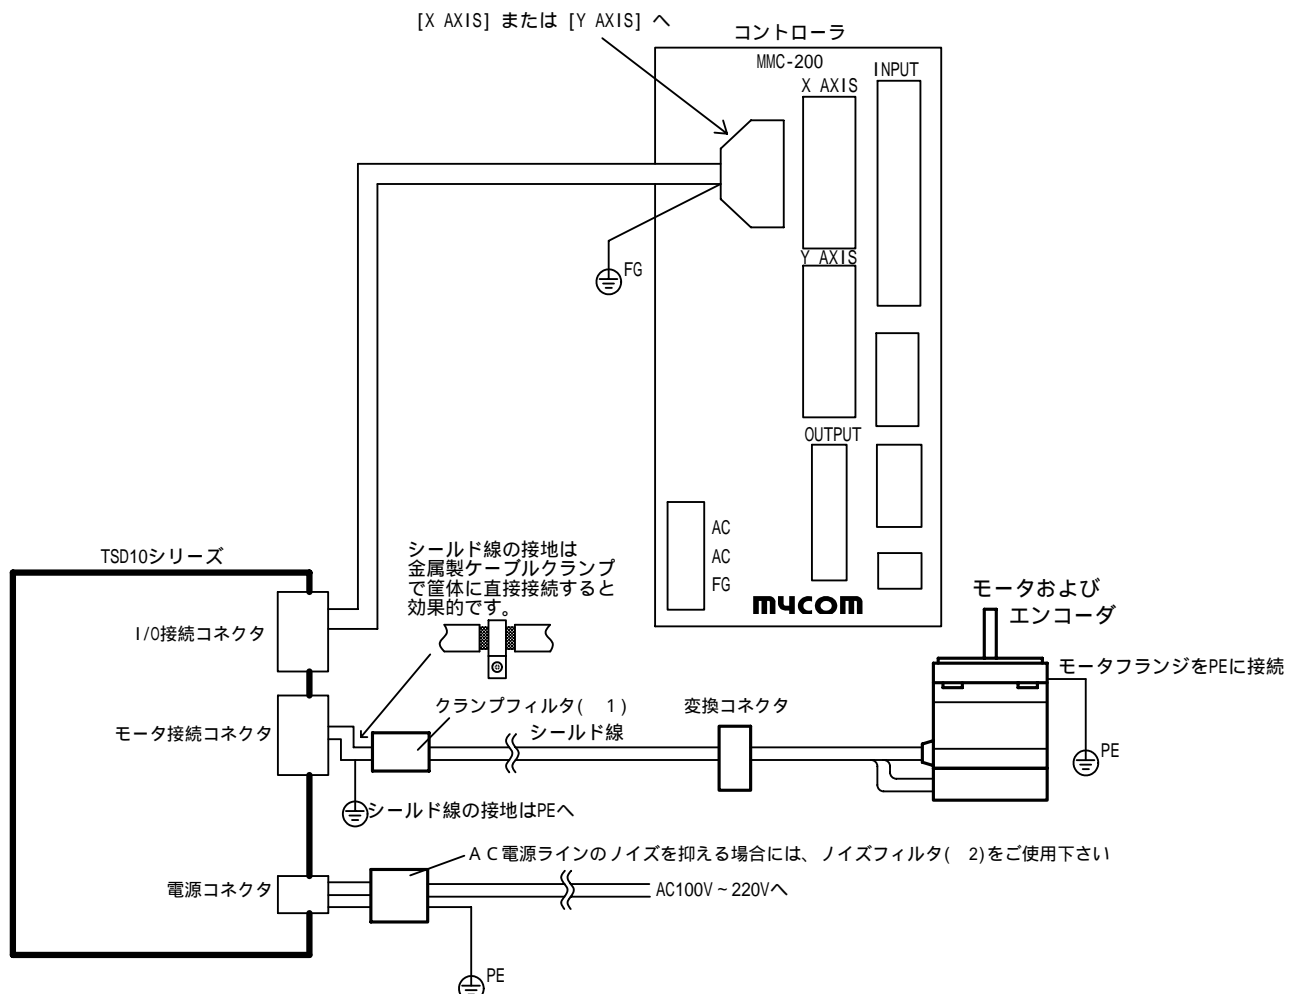 [X AXIS] または [Y AXIS] へ
コントローラ
MMC-200
INPUT
X AXIS
FG
Y AXIS
OUTPUT
AC
AC
FG
mycom
TSD10シリーズ
シールド線の接地は
金属製ケーブルクランプ
で筐体に直接接続すると
効果的です。
モータおよび
エンコーダ
I/O接続コネクタ
モータフランジをPEに接続
クランプフィルタ( 1)
変換コネクタ
モータ接続コネクタ
シールド線
PE
シールド線の接地はPEへ
AC電源ラインのノイズを抑える場合には、ノイズフィルタ( 2)をご使用下さい
電源コネクタ
AC100V~220Vへ
PE